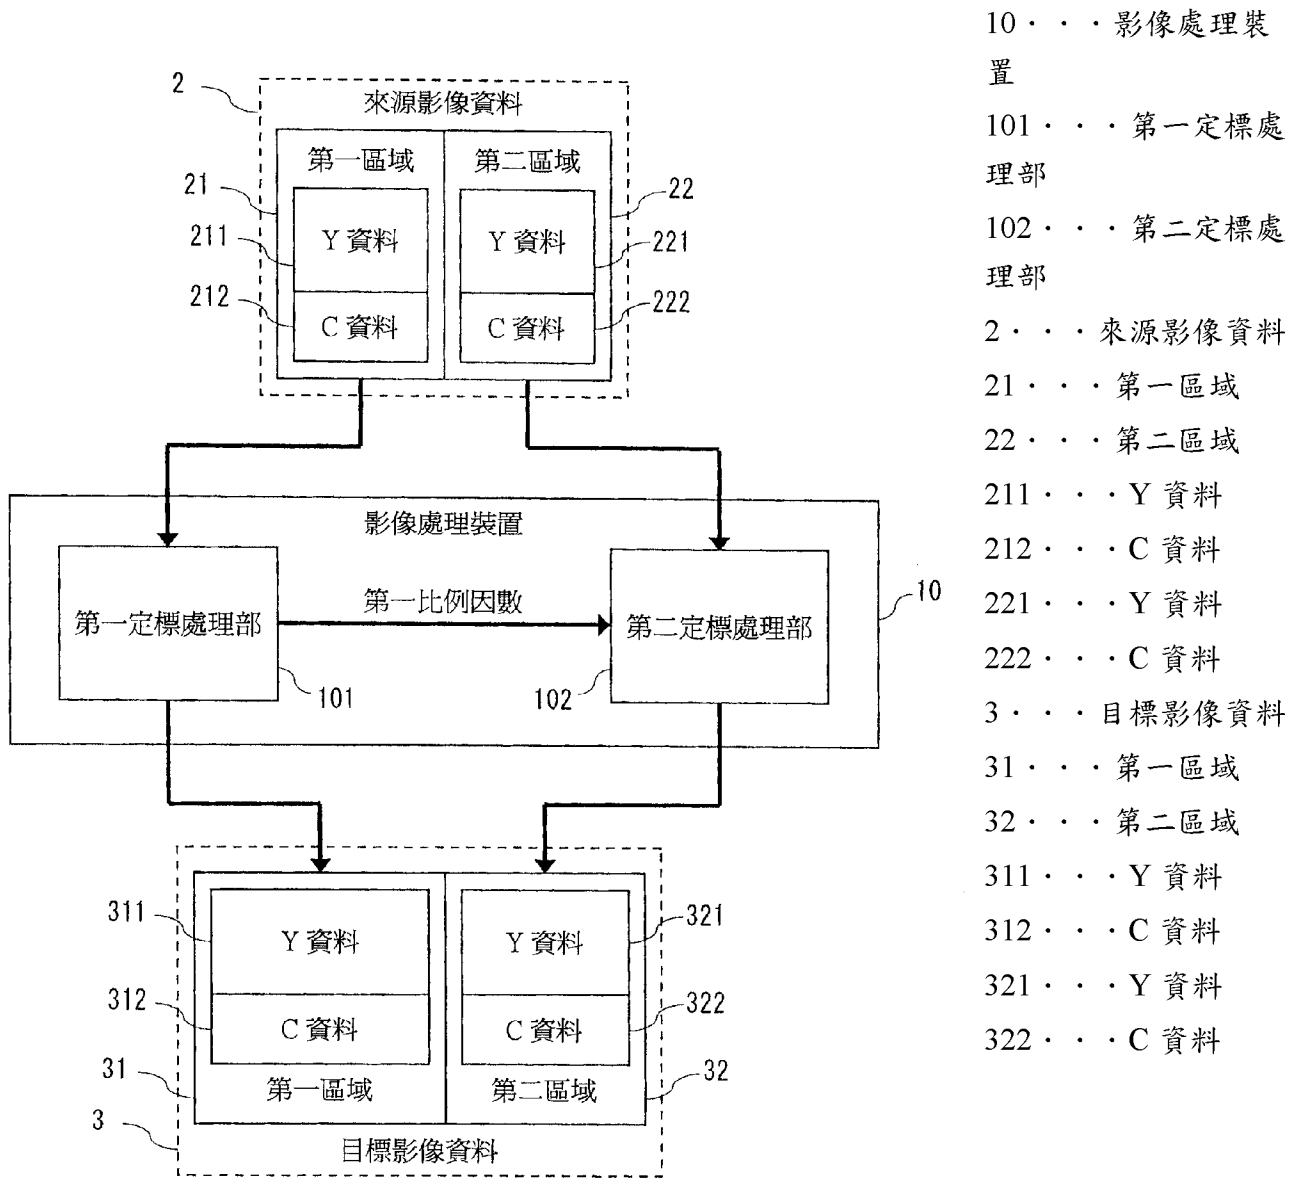 2
來源影像資料
第一區域
第二區域
21
22
Y 資料
Y 資料
211
221
212
222
C 資料
C 資料
影像處理裝置
10
第一定標處理部
第一比例因數
第二定標處理部
101
102
311
321
Y 資料
Y 資料
312
322
C 資料
C 資料
31
32
第一區域
第二區域
3
目標影像資料
10・・・影像處理裝
置
101・・・第一定標處
理部
102・・・第二定標處
理部
2・・・來源影像資料
21・・・第一區域
22・・・第二區域
211・・・Y 資料
212・・・C 資料
221・・・Y 資料
222・・・C 資料
3・・・目標影像資料
31・・・第一區域
32・・・第二區域
311・・・Y 資料
312・・・C 資料
321・・・Y 資料
322・・・C 資料